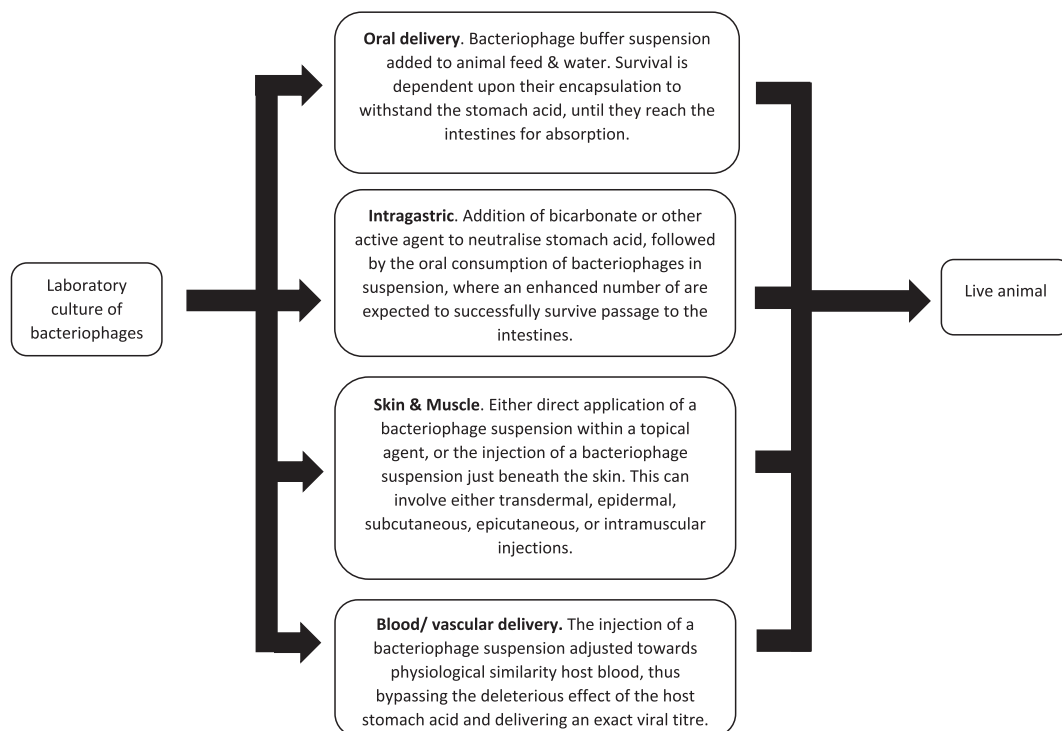 Laboratory
culture of
bacteriophages
Oral delivery. Bacteriophage buffer suspension
added to animal feed & water. Survival is
dependent upon their encapsulation to
withstand the stomach acid, until they reach the
intestines for absorption.
Intragastric. Addition of bicarbonate or other
active agent to neutralise stomach acid, followed
by the oral consumption of bacteriophages in
suspension, where an enhanced number of are
expected to successfully survive passage to the
intestines.
Skin & Muscle. Either direct application of a
bacteriophage suspension within a topical
agent, or the injection of a bacteriophage
suspension just beneath the skin. This can
involve either transdermal, epidermal,
subcutaneous, epicutaneous, or intramuscular
injections.
Blood/ vascular delivery. The injection of a
bacteriophage suspension adjusted towards
physiological similarity host blood, thus
bypassing the deleterious effect of the host
stomach acid and delivering an exact viral titre.
Live animal